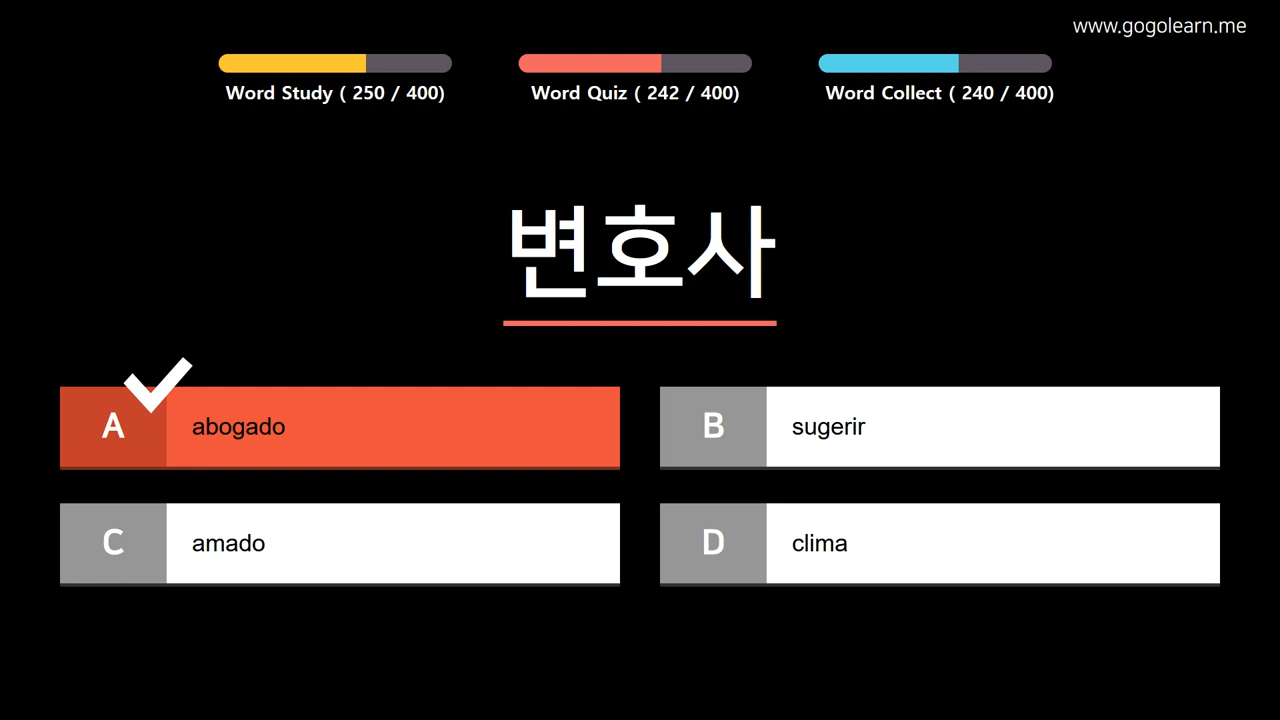 www.gogolearn.me
Word Study ( 250 / 400)
Word Quiz ( 242 / 400)
Word Collect ( 240 / 400)
변호사
A abogado
B sugerir
C amado
D clima